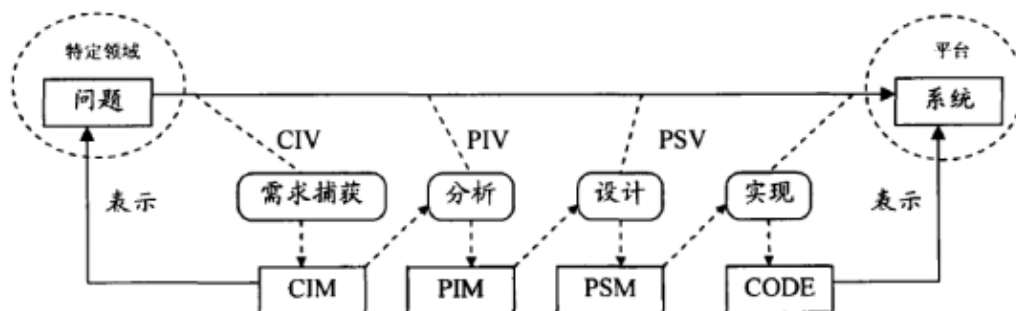 特定领域
平台
问题
系统
CIV
PIV
PSV
表示
需求捕获
分析
设计
实现
表示
CIM
PIM
PSM
CODE